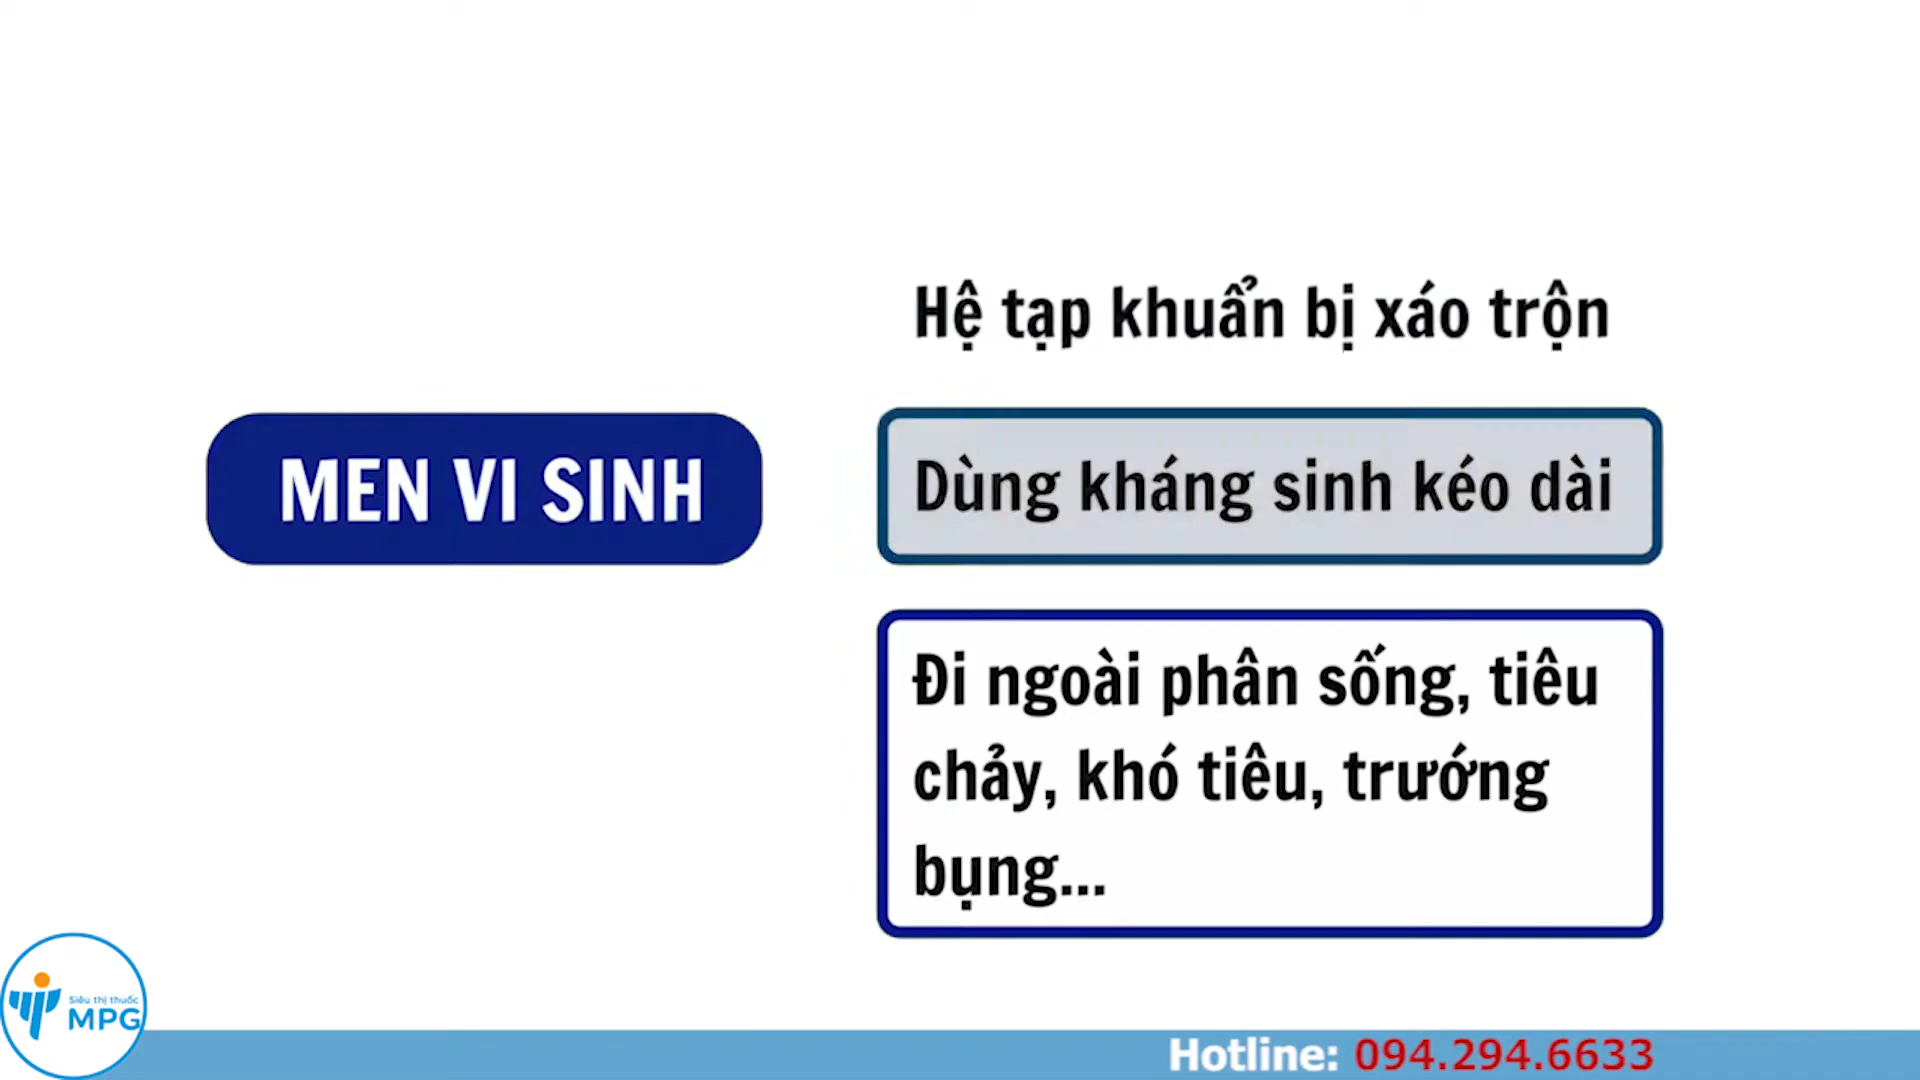 Hệ tạp khuẩn bị xáo trộn
MEN VI SINH
Dùng kháng sinh kéo dài
Đi ngoài phân sống, tiêu
chảy, khó tiêu, trướng
bụng...
Siêu thị thuốc
MPG
Hotline: 094.294.6633